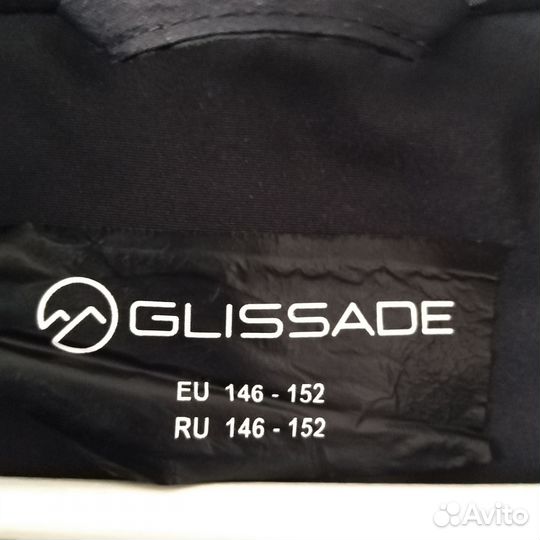 GLISSADE
EU 146 - 152
RU 146 - 152
Avito